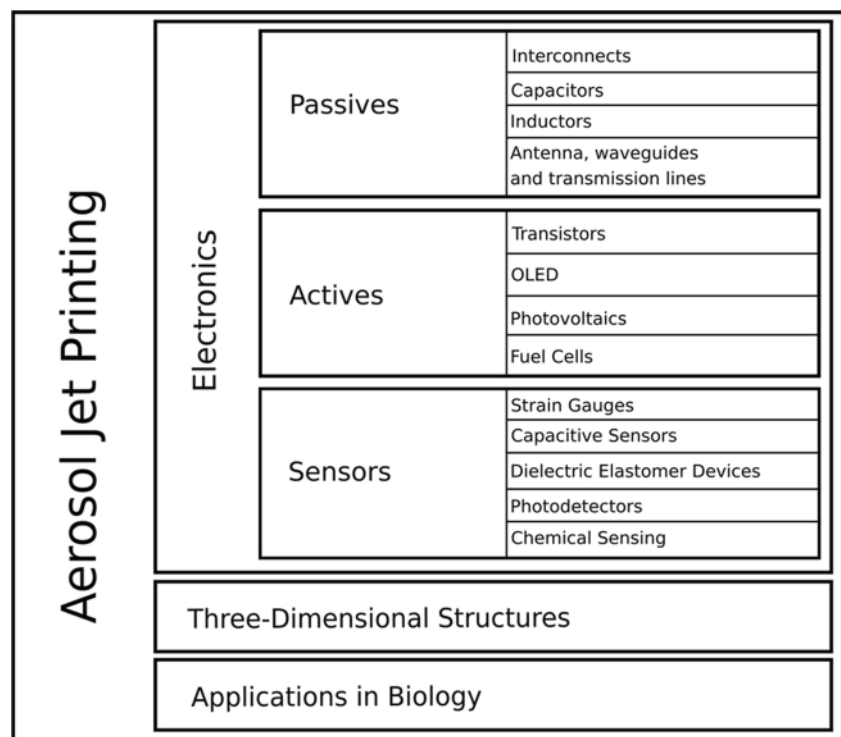 Aerosol Jet Printing
Electronics
Passives
Interconnects
Capacitors
Inductors
Antenna, waveguides
and transmission lines
Actives
Transistors
OLED
Photovoltaics
Fuel Cells
Sensors
Strain Gauges
Capacitive Sensors
Dielectric Elastomer Devices
Photodetectors
Chemical Sensing
Three-Dimensional Structures
Applications in Biology